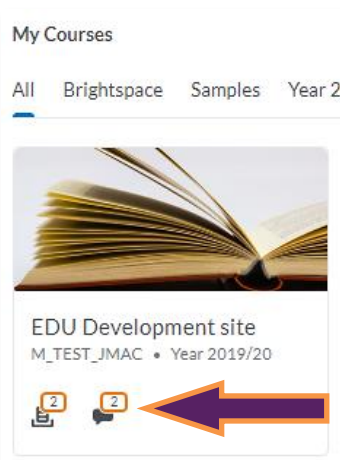 My Courses
All Brightspace Samples Year 2
EDU Development site
M_TEST_JMAC • Year 2019/20
2 2